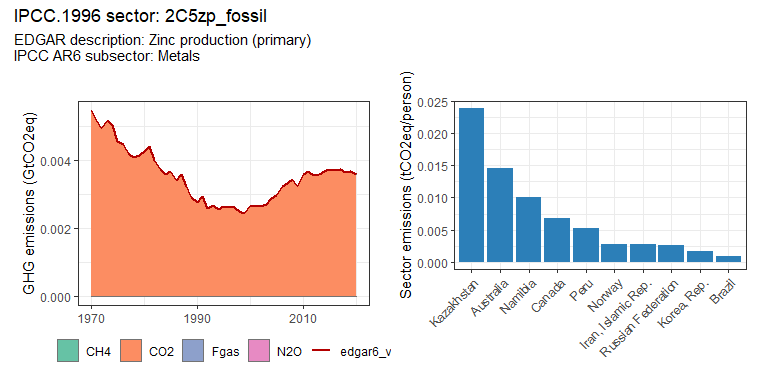 IPCC.1996 sector: 2C5zp_fossil
EDGAR description: Zinc production (primary)
IPCC AR6 subsector: Metals
GHG emissions (GtCO2eq)
0.004
0.002
0.000
1970
1990
2010
CH4
CO2
Fgas
N2O
edgar6_v
Sector emissions (tCO2eq/person)
0.025
0.020
0.015
0.010
0.005
0.000
Kazakhstan
Australia
Namibia
Canada
Peru
Norway
Iran, Islamic Rep.
Russian Federation
Korea, Rep.
Brazil